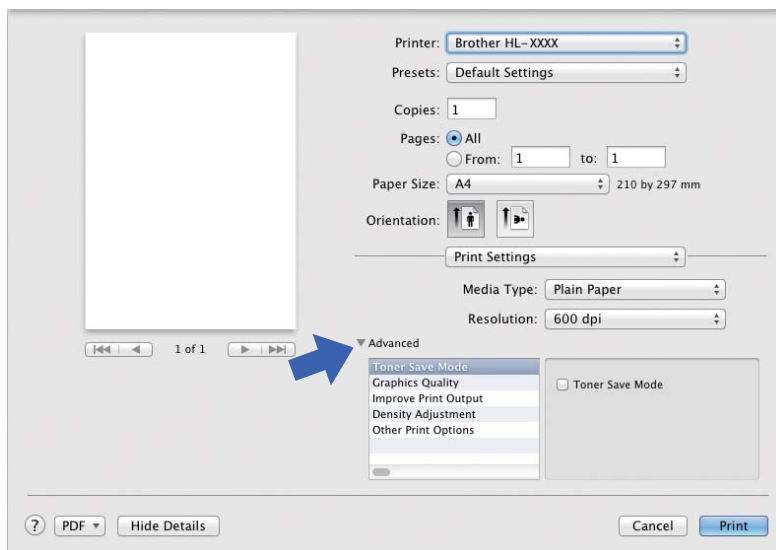 Printer: Brother HL-XXXX
Presets: Default Settings
Copies: 1
Pages: All
From: 1 to: 1
Paper Size: A4 210 by 297 mm
Orientation:
Print Settings
Media Type: Plain Paper
Resolution: 600 dpi
1 of 1
Advanced
Toner Save Mode
Graphics Quality
Improve Print Output
Density Adjustment
Other Print Options
Toner Save Mode
? PDF Hide Details Cancel Print